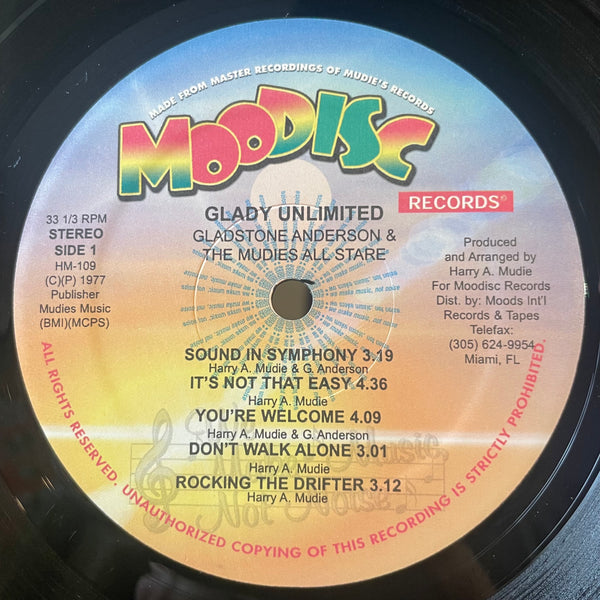 MADE FROM MASTER RECORDINGS OF MUDIE'S RECORDS
MOODISC
RECORDS
GLADY UNLIMITED
GLADSTONE ANDERSON &
THE MUDIES ALL STARE
33 1/3 RPM
STEREO
SIDE 1
HM-109
(C)(P) 1977
Publisher
Mudies Music
(BMI)(MCPS)
Produced
and Arranged by
Harry A. Mudie
For Moodisc Records
Dist. by: Moods Int'l
Records & Tapes
Telefax:
(305) 624-9954
Miami, FL
SOUND IN SYMPHONY 3.19
Harry A. Mudie & G. Anderson
IT'S NOT THAT EASY 4.36
Harry A. Mudie
YOU'RE WELCOME 4.09
Harry A. Mudie & G. Anderson
DON'T WALK ALONE 3.01
Harry A. Mudie
ROCKING THE DRIFTER 3.12
Harry A. Mudie
Music,
Not Noise
ALL RIGHTS RESERVED. UNAUTHORIZED COPYING OF THIS RECORDING IS STRICTLY PROHIBITED.